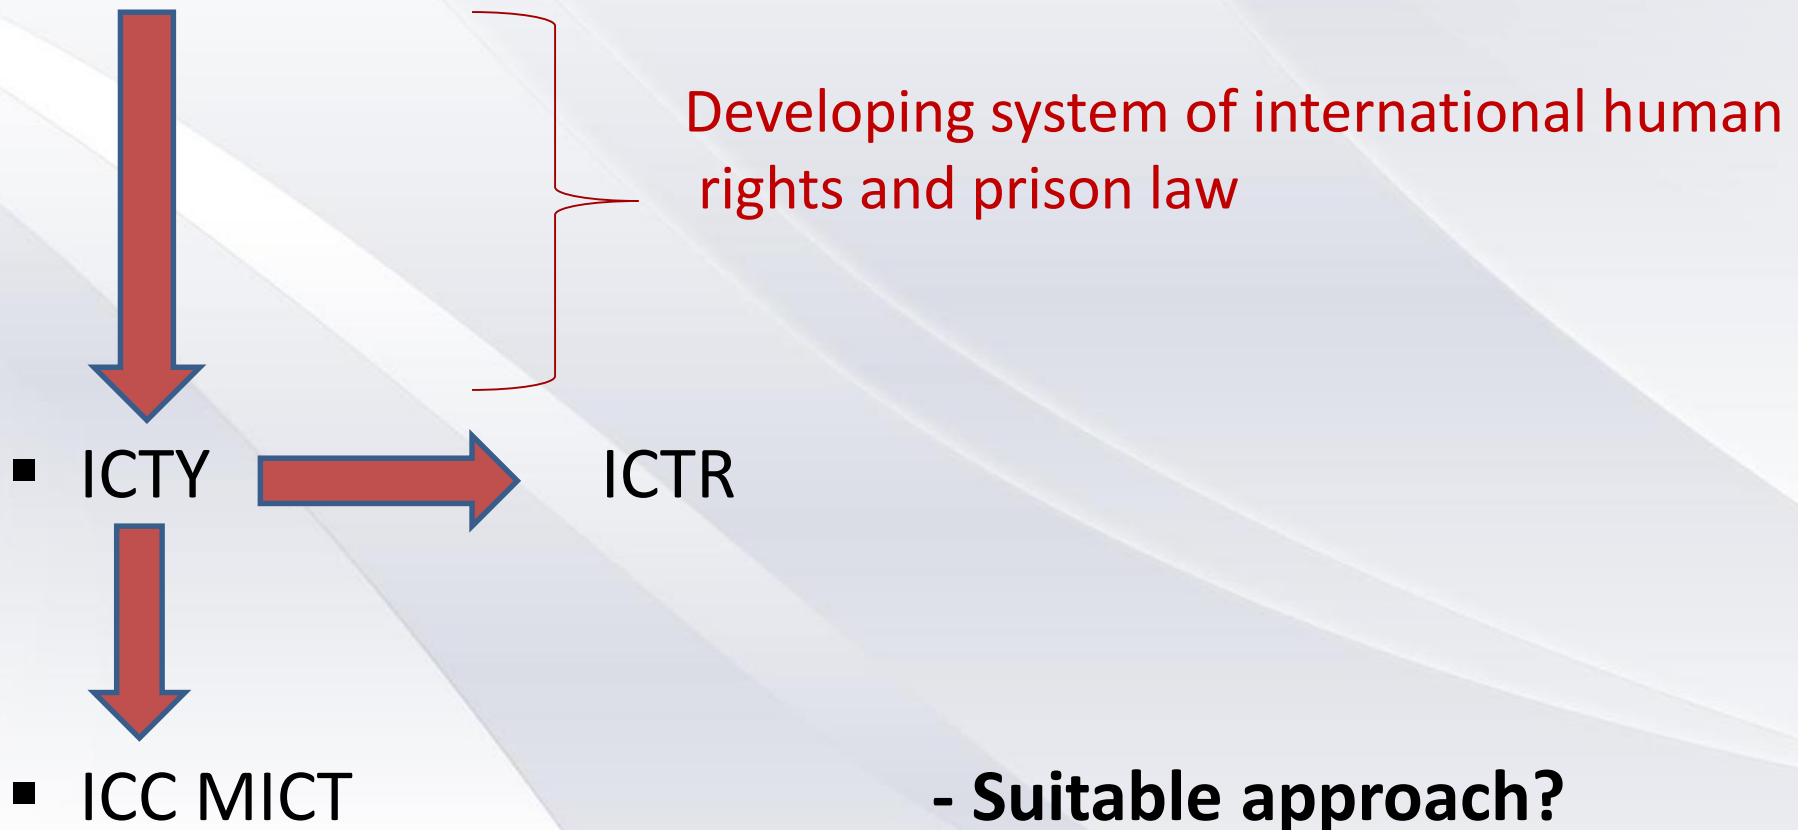 Developing system of international human
rights and prison law
▪ ICTY ICTR
▪ ICC MICT - Suitable approach?